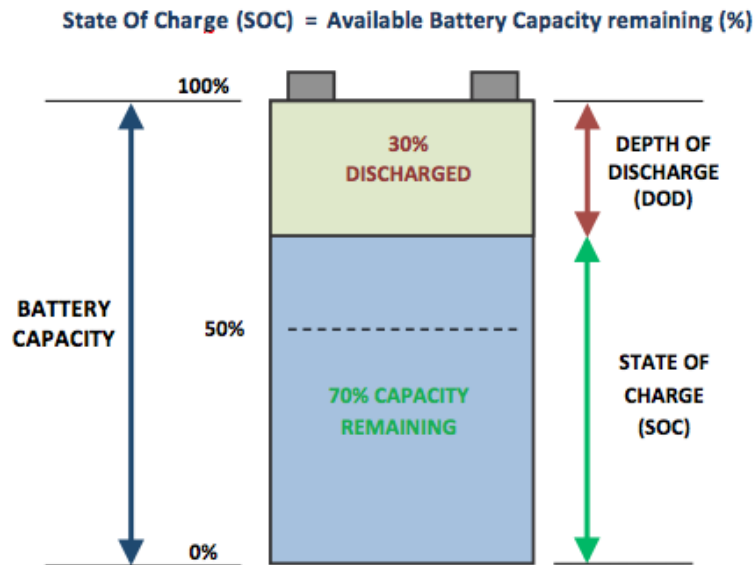 State Of Charge (SOC) = Available Battery Capacity remaining (%)
100%
30%
DISCHARGED
DEPTH OF
DISCHARGE
(DOD)
BATTERY
CAPACITY
50%
70% CAPACITY
REMAINING
STATE OF
CHARGE
(SOC)
0%